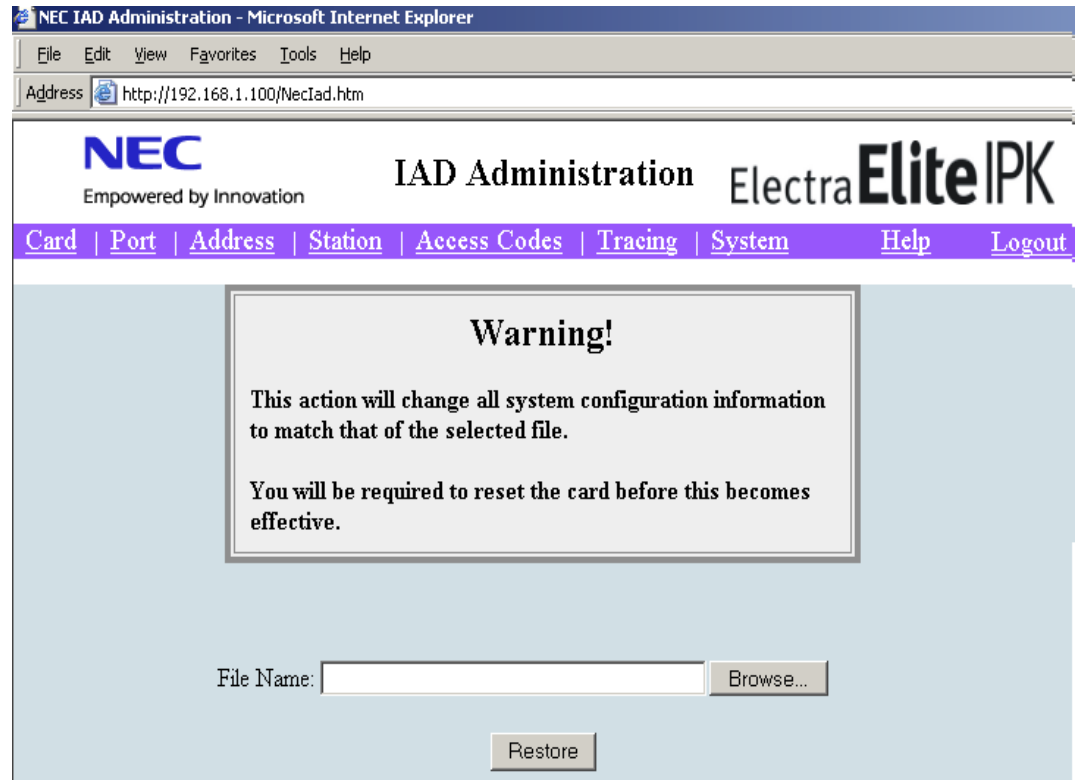 NEC IAD Administration - Microsoft Internet Explorer
File Edit View Favorites Tools Help
Address http://192.168.1.100/NecIad.htm
NEC
Empowered by Innovation
IAD Administration
Electra Elite IPK
Card | Port | Address | Station | Access Codes | Tracing | System Help Logout
Warning!
This action will change all system configuration information
to match that of the selected file.
You will be required to reset the card before this becomes
effective.
File Name: Browse...
Restore